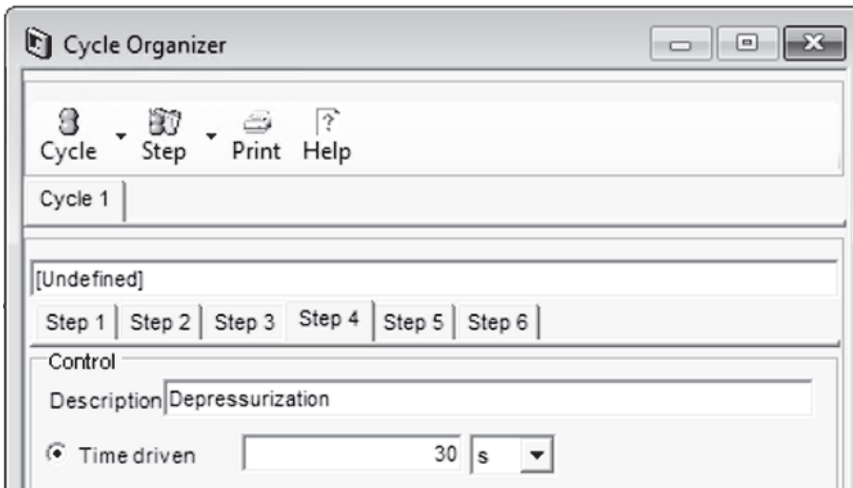 Cycle Organizer
Cycle Step Print Help
Cycle 1
[Undefined]
Step 1 Step 2 Step 3 Step 4 Step 5 Step 6
Control
Description Depressurization
Time driven 30 s